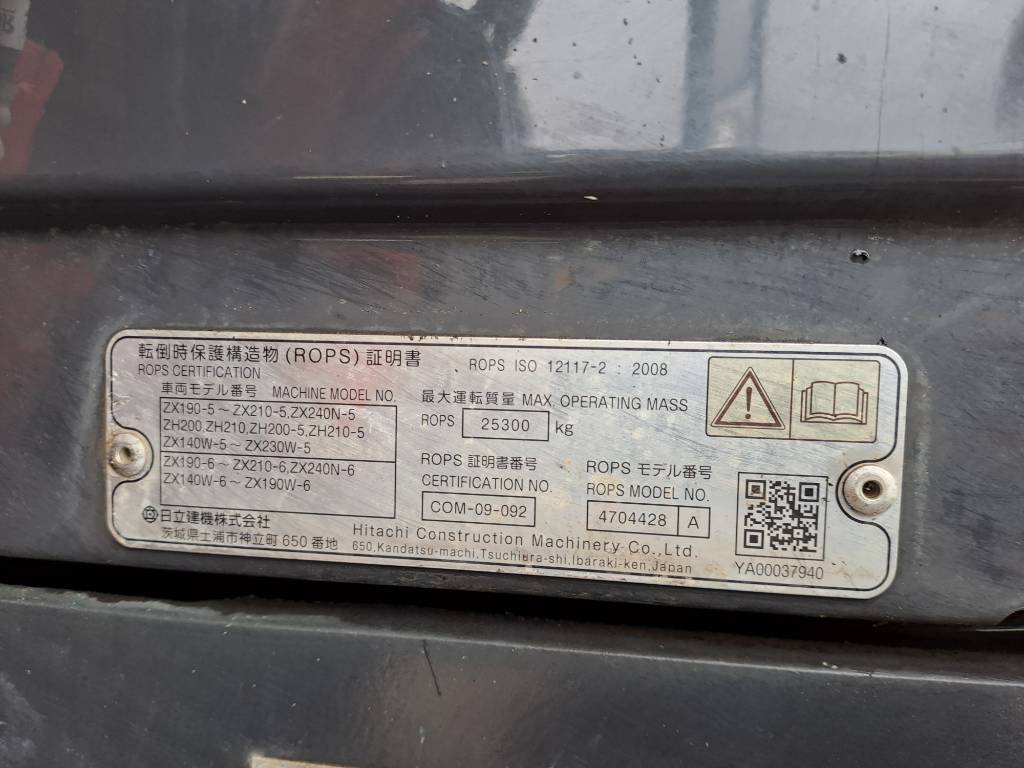 転倒時保護構造物(ROPS)証明書
ROPS CERTIFICATION
ROPS ISO 12117-2 : 2008
車両モデル番号 MACHINE MODEL NO.
ZX190-5～ZX210-5,ZX240N-5
ZH200,ZH210,ZH200-5,ZH210-5
ZX140W-5～ZX230W-5
ZX190-6～ZX210-6,ZX240N-6
ZX140W-6～ZX190W-6
最大運転質量 MAX. OPERATING MASS
ROPS 25300 kg
ROPS 証明書番号
CERTIFICATION NO.
COM-09-092
ROPS モデル番号
ROPS MODEL NO.
4704428 A
日立建機株式会社
茨城県土浦市神立町 650 番地
Hitachi Construction Machinery Co.,Ltd.
650,Kandatsu-machi,Tsuchiura-shi,Ibaraki-ken,Japan
YA00037940